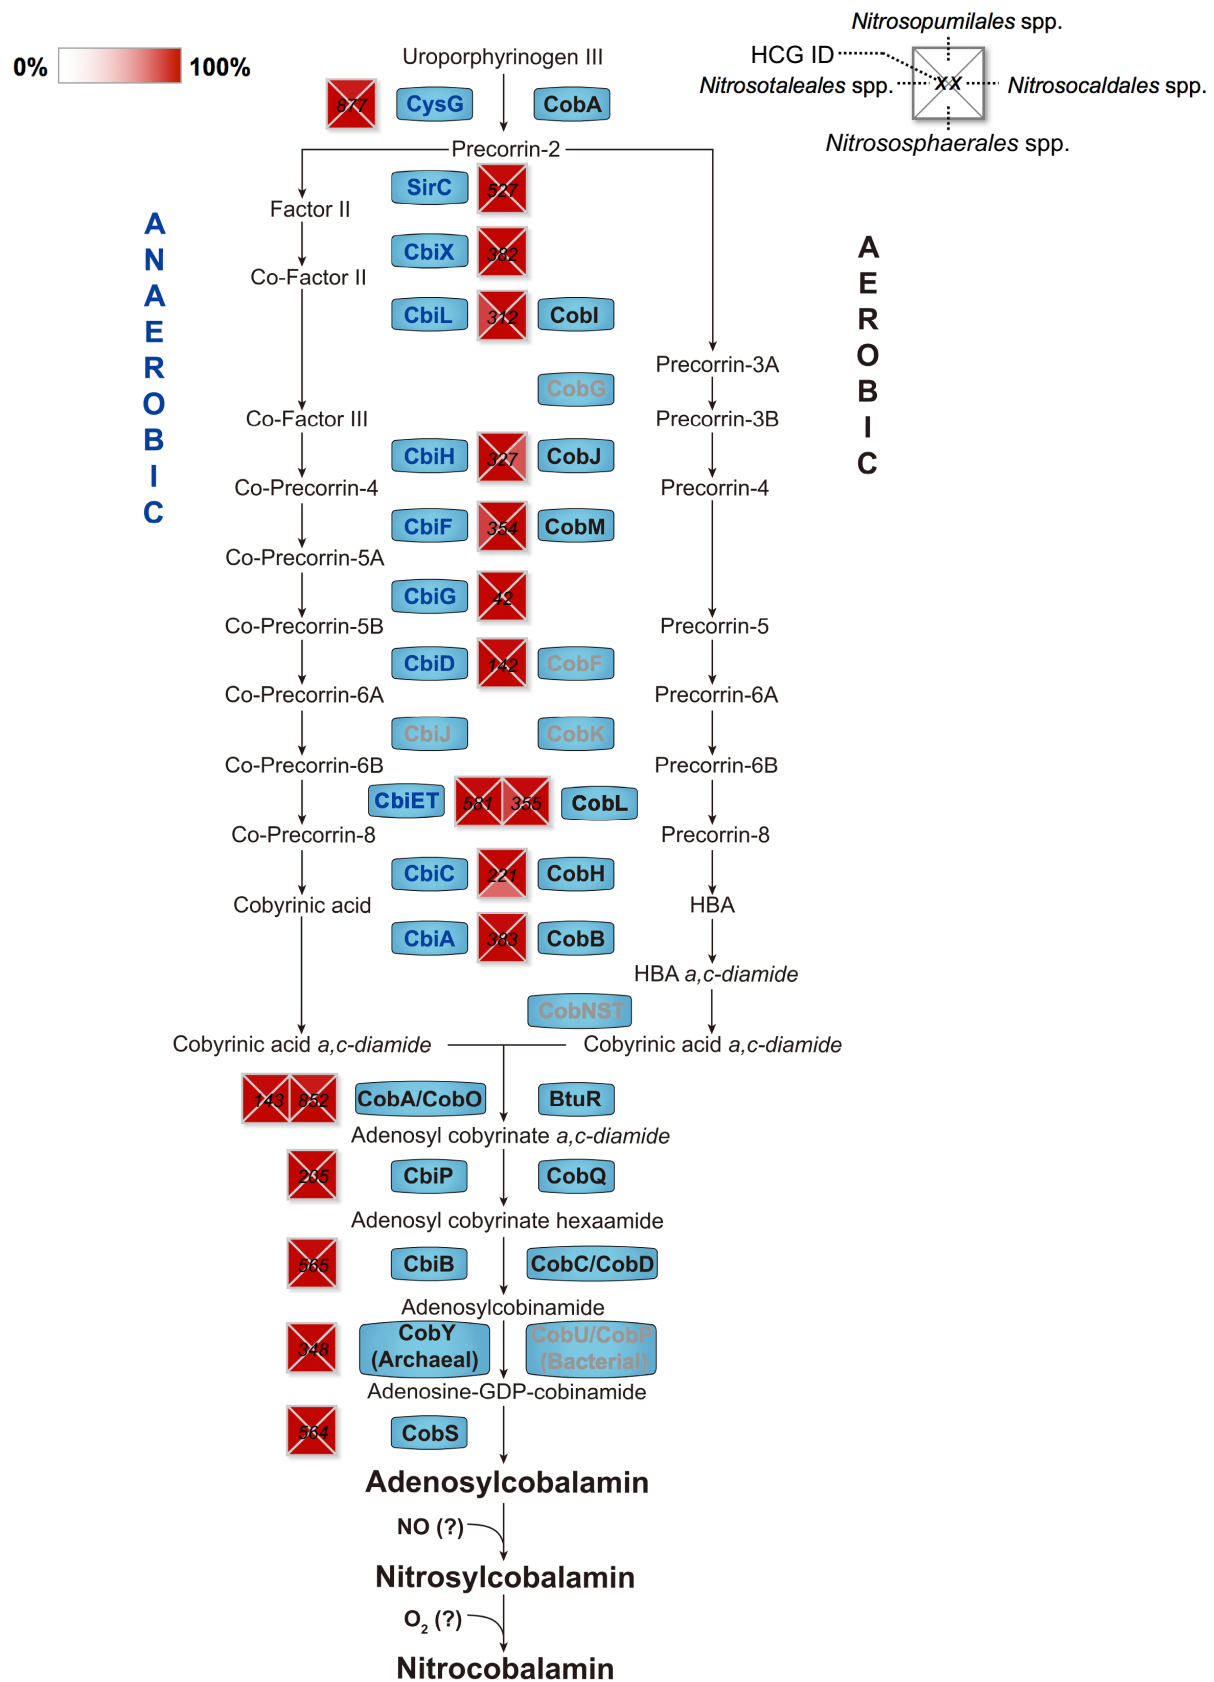 0%
100%
Nitrosopumilales spp.
HCG ID
Nitrosotaleales spp.
xx
Nitrosocaldales spp.
Nitrososphaerales spp.
Uroporphyrinogen III
877
CysG
CobA
Precorrin-2
SirC
527
Factor II
CbiX
382
Co-Factor II
CbiL
312
CobI
ANAEROBIC
AEROBIC
Precorrin-3A
CobG
Co-Factor III
Precorrin-3B
CbiH
327
CobJ
Co-Precorrin-4
Precorrin-4
CbiF
354
CobM
Co-Precorrin-5A
CbiG
42
Co-Precorrin-5B
Precorrin-5
CbiD
142
CobF
Co-Precorrin-6A
Precorrin-6A
CbiJ
CobK
Co-Precorrin-6B
Precorrin-6B
CbiET
581
355
CobL
Co-Precorrin-8
Precorrin-8
CbiC
221
CobH
Cobyrinic acid
HBA
CbiA
383
CobB
HBA a,c-diamide
CobNST
Cobyrinic acid a,c-diamide
Cobyrinic acid a,c-diamide
143
852
CobA/CobO
BtuR
Adenosyl cobyrinate a,c-diamide
205
CbiP
CobQ
Adenosyl cobyrinate hexaamide
565
CbiB
CobC/CobD
Adenosylcobinamide
348
CobY
(Archaeal)
CobU/CobP
(Bacterial)
Adenosine-GDP-cobinamide
564
CobS
Adenosylcobalamin
NO (?)
Nitrosylcobalamin
O2 (?)
Nitrocobalamin